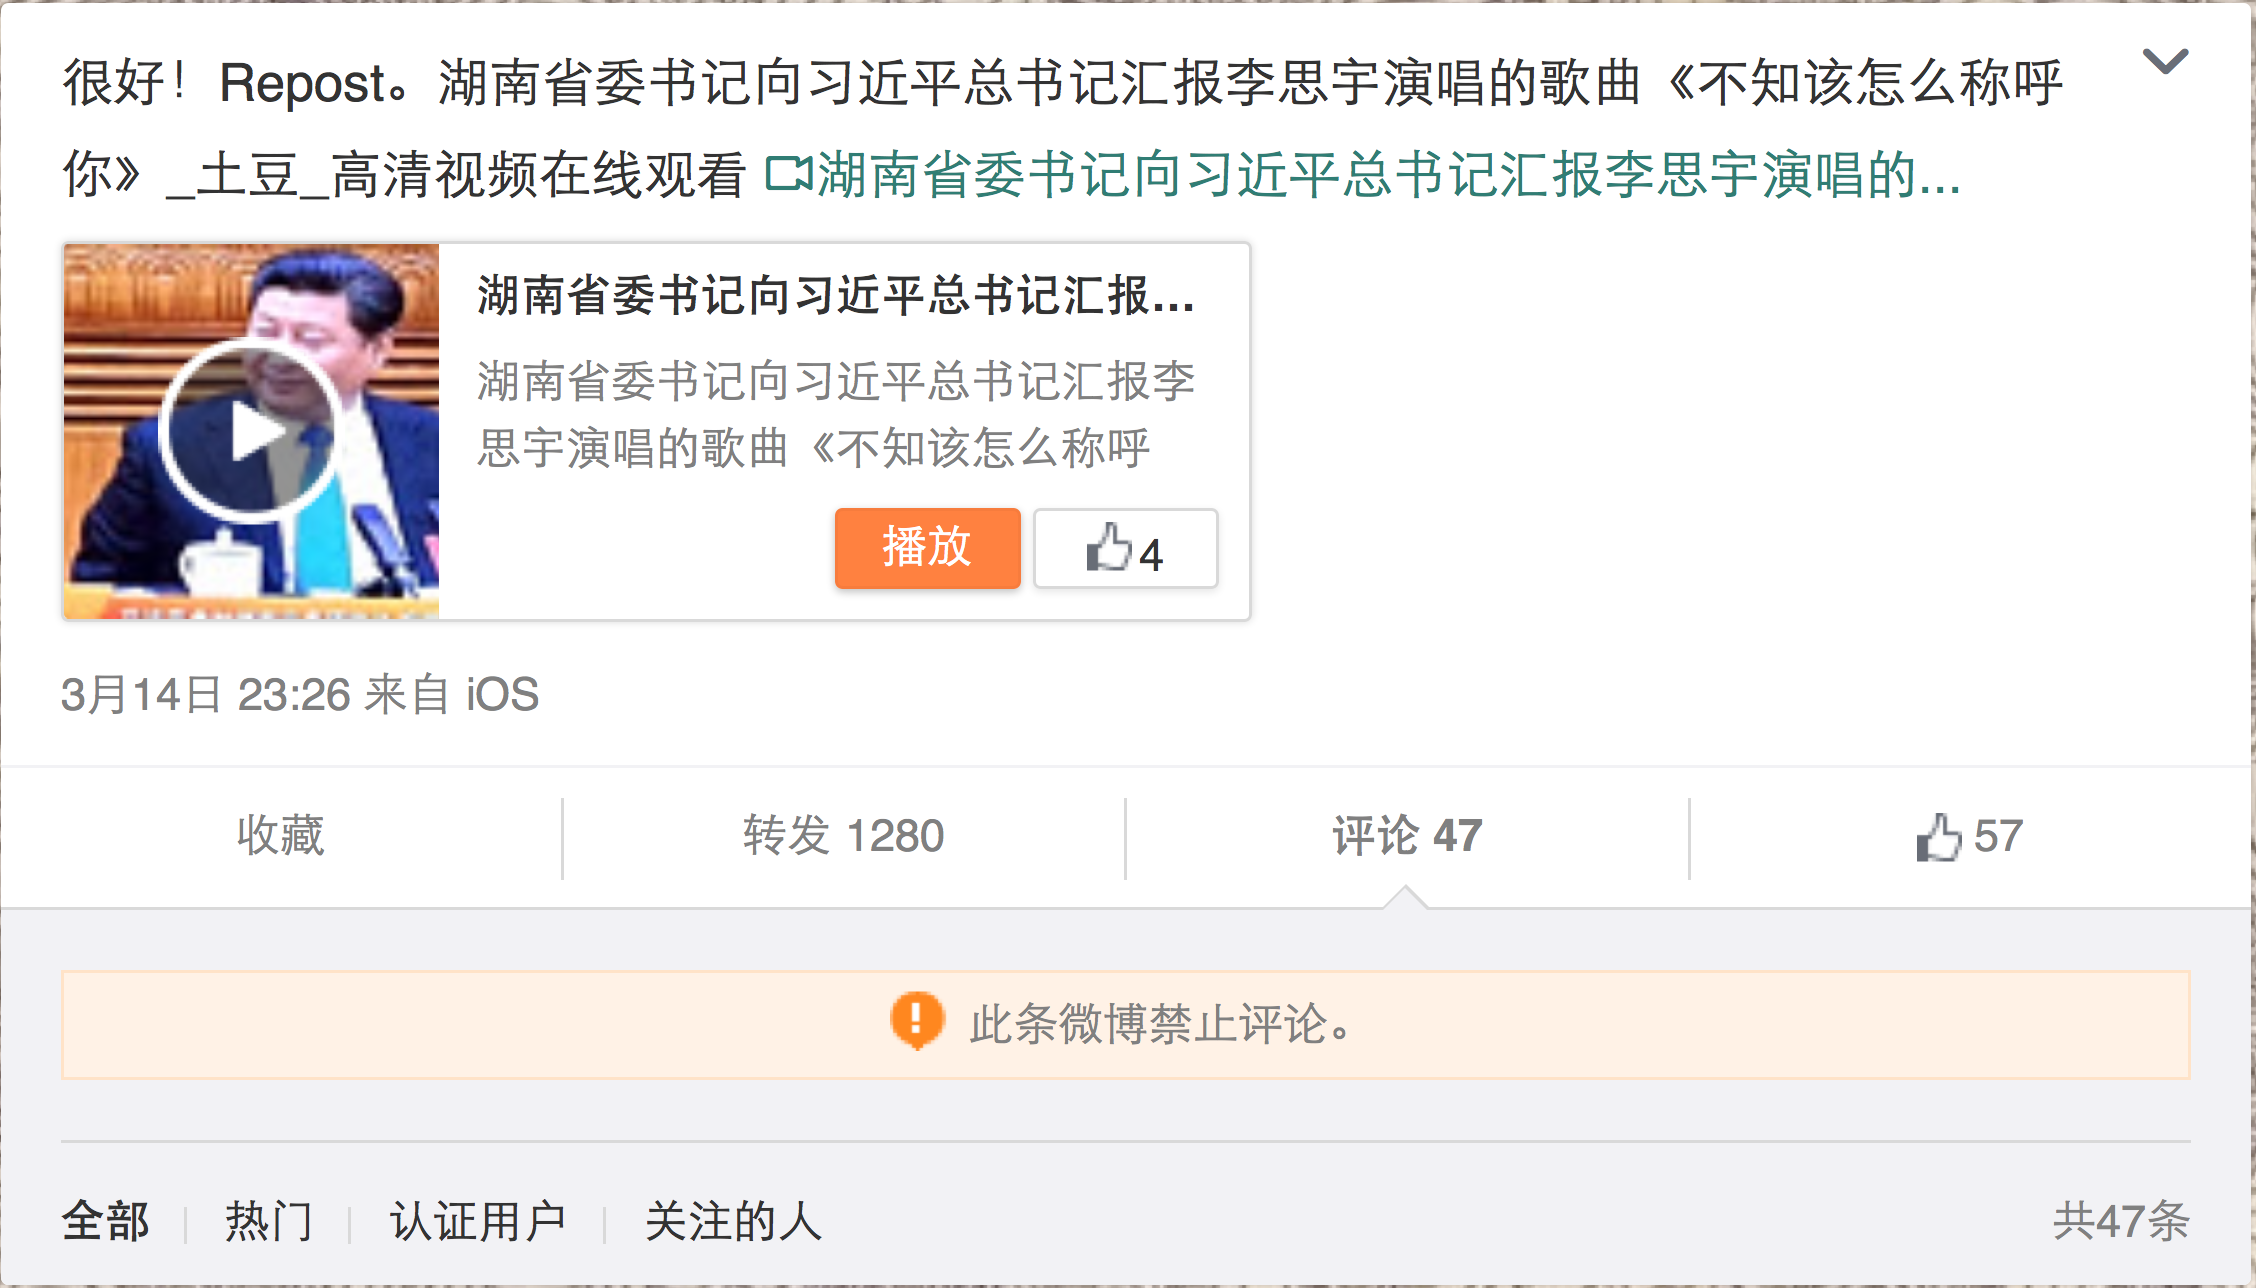 很好！Repost。湖南省委书记向习近平总书记汇报李思宇演唱的歌曲《不知该怎么称呼
你》_土豆_高清视频在线观看 湖南省委书记向习近平总书记汇报李思宇演唱的...
湖南省委书记向习近平总书记汇报...
湖南省委书记向习近平总书记汇报李
思宇演唱的歌曲《不知该怎么称呼
播放 4
3月14日 23:26 来自 iOS
收藏 转发 1280 评论 47 57
此条微博禁止评论。
全部 热门 认证用户 关注的人 共47条